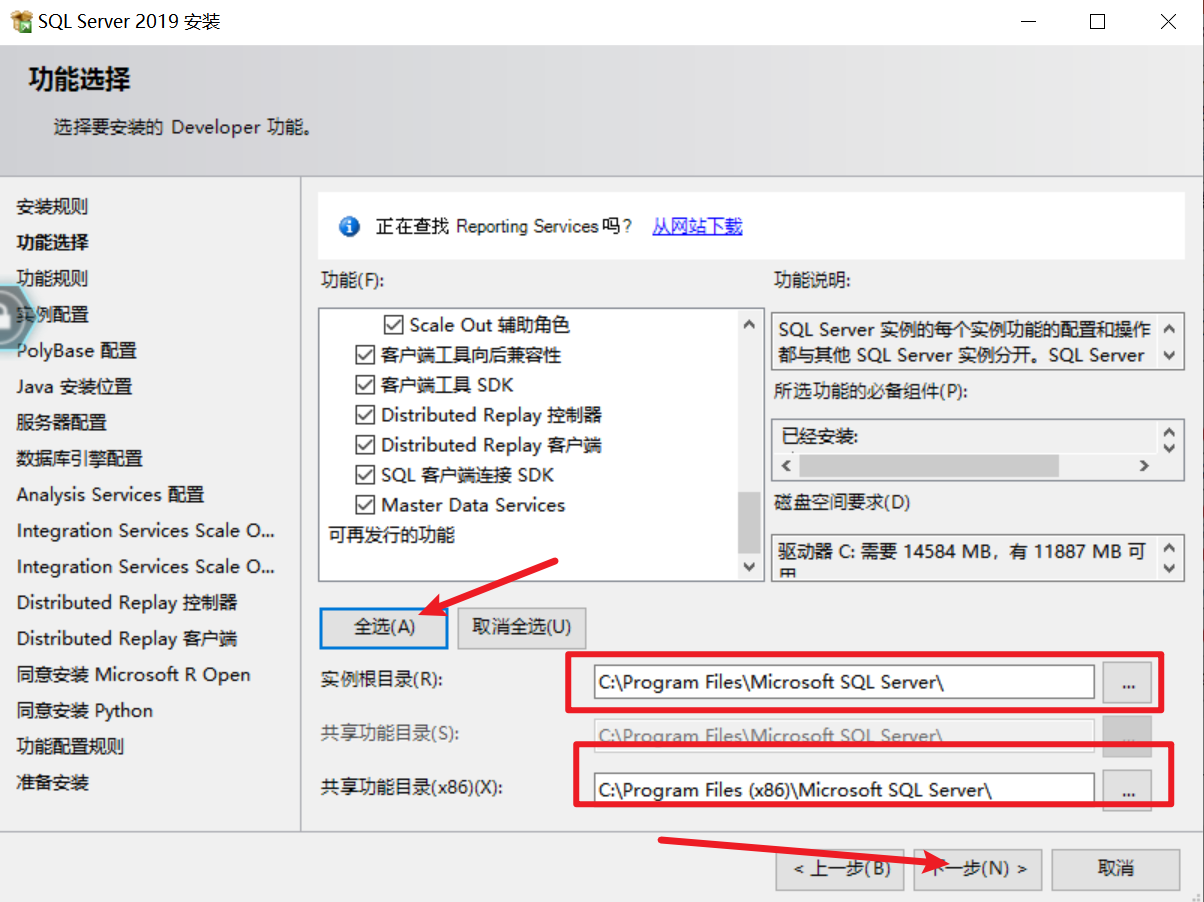 SQL Server 2019 安装
功能选择
选择要安装的 Developer 功能。
安装规则
功能选择
功能规则
实例配置
PolyBase 配置
Java 安装位置
服务器配置
数据库引擎配置
Analysis Services 配置
Integration Services Scale O...
Integration Services Scale O...
Distributed Replay 控制器
Distributed Replay 客户端
同意安装 Microsoft R Open
同意安装 Python
功能配置规则
准备安装
正在查找 Reporting Services 吗? 从网站下载
功能(F):
Scale Out 辅助角色
客户端工具向后兼容性
客户端工具 SDK
Distributed Replay 控制器
Distributed Replay 客户端
SQL 客户端连接 SDK
Master Data Services
可再发行的功能
功能说明:
SQL Server 实例的每个实例功能的配置和操作
都与其他 SQL Server 实例分开。SQL Server
所选功能的必备组件(P):
已经安装:
磁盘空间要求(D)
驱动器 C: 需要 14584 MB，有 11887 MB 可
用
全选(A) 取消全选(U)
实例根目录(R): C:\Program Files\Microsoft SQL Server\ ...
共享功能目录(S): C:\Program Files\Microsoft SQL Server\ ...
共享功能目录(x86)(X): C:\Program Files (x86)\Microsoft SQL Server\ ...
< 上一步(B) 下一步(N) > 取消